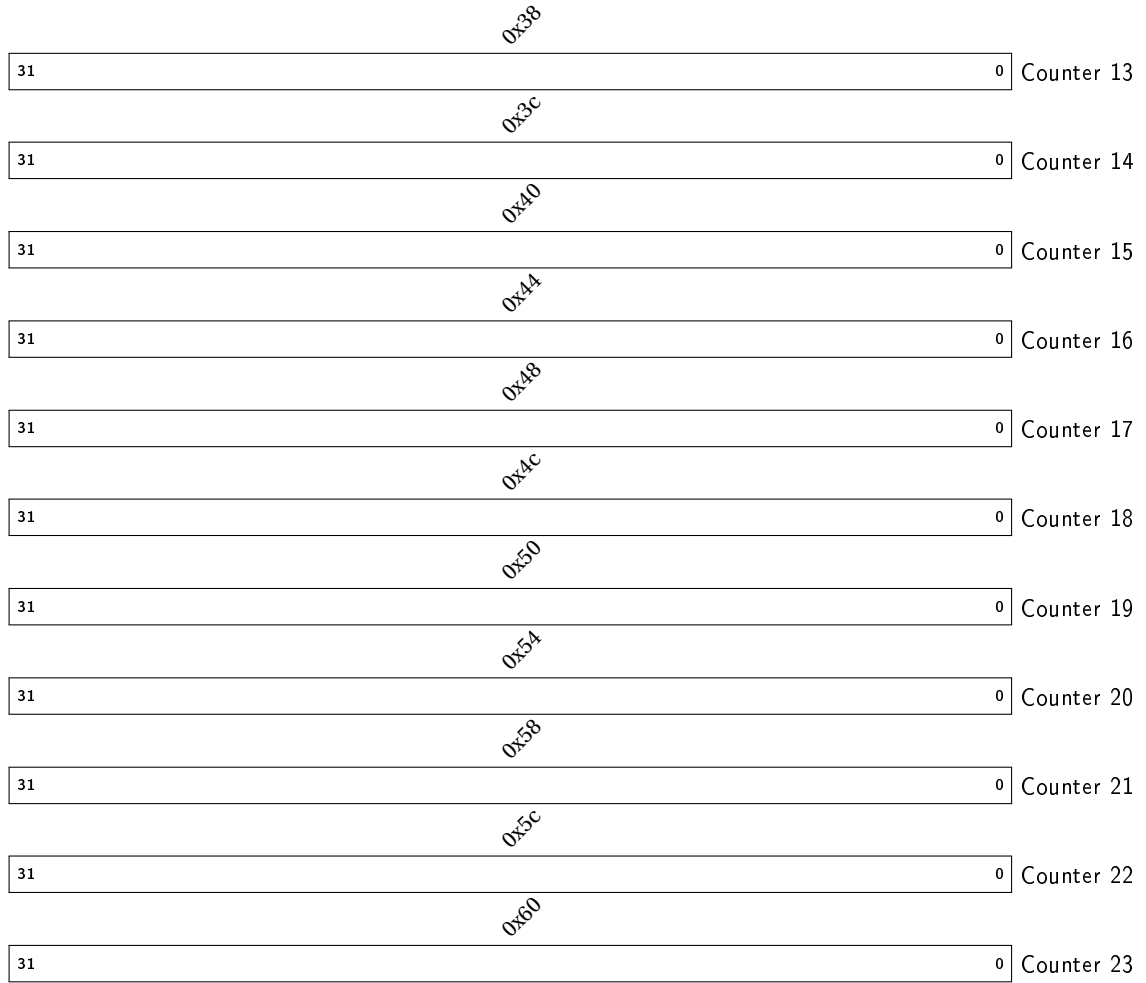 0x38
31 0 Counter 13
0x3c
31 0 Counter 14
0x40
31 0 Counter 15
0x44
31 0 Counter 16
0x48
31 0 Counter 17
0x4c
31 0 Counter 18
0x50
31 0 Counter 19
0x54
31 0 Counter 20
0x58
31 0 Counter 21
0x5c
31 0 Counter 22
0x60
31 0 Counter 23